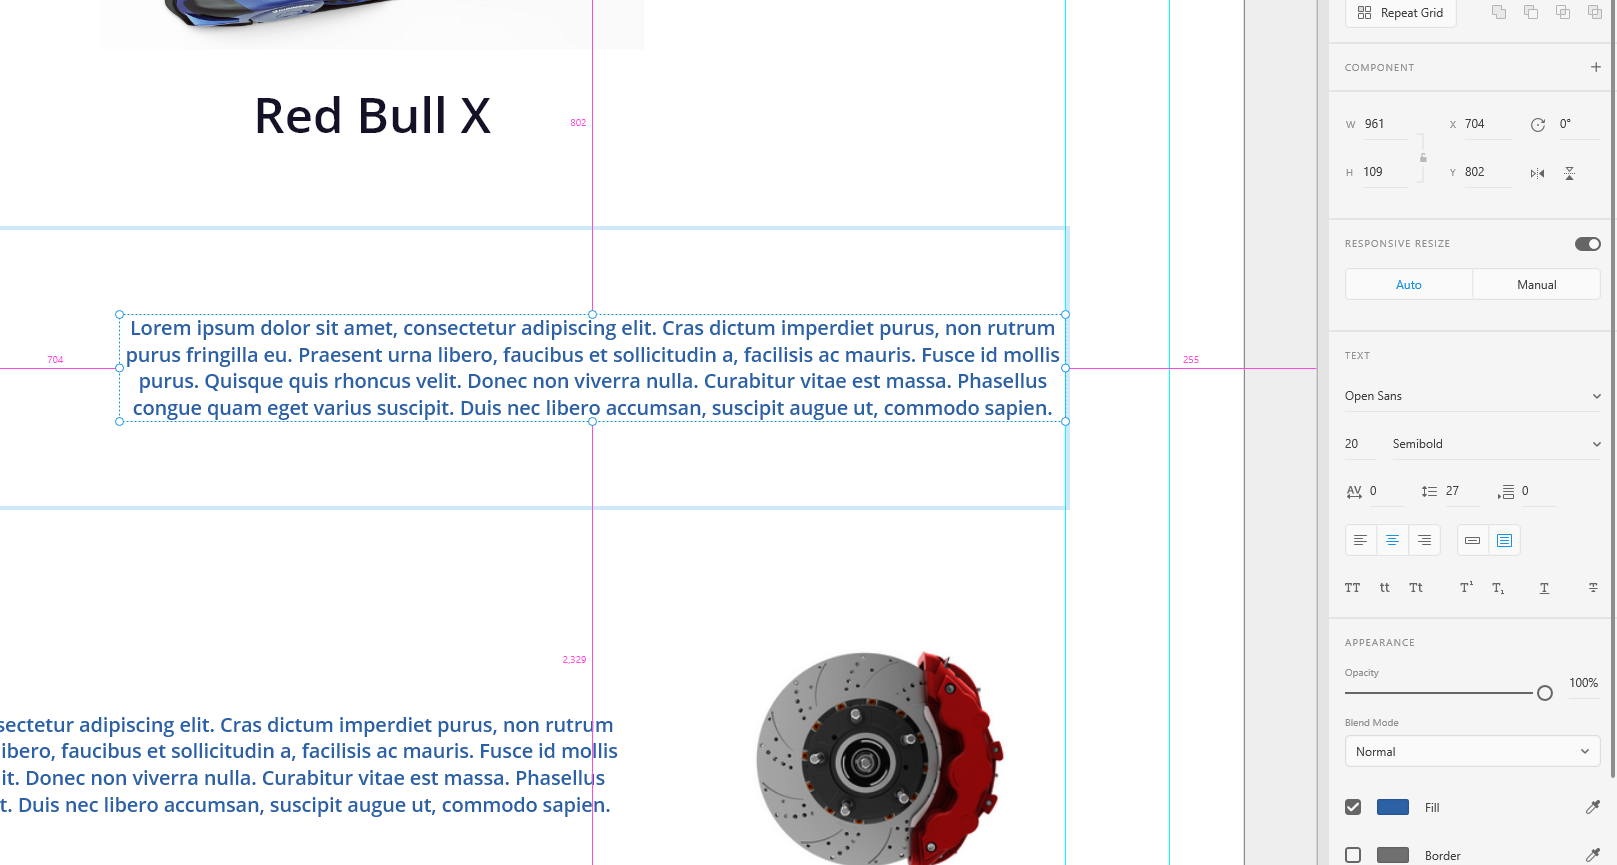 Repeat Grid
COMPONENT
Red Bull X
802
W 961 X 704 0°
H 109 Y 802
RESPONSIVE RESIZE
Auto Manual
Lorem ipsum dolor sit amet, consectetur adipiscing elit. Cras dictum imperdiet purus, non rutrum
purus fringilla eu. Praesent urna libero, faucibus et sollicitudin a, facilisis ac mauris. Fusce id mollis
purus. Quisque quis rhoncus velit. Donec non viverra nulla. Curabitur vitae est massa. Phasellus
congue quam eget varius suscipit. Duis nec libero accumsan, suscipit augue ut, commodo sapien.
704
255
TEXT
Open Sans
20 Semibold
AV 0 27 0
TT tt Tt T¹ T₁ T T
APPEARANCE
Opacity
100%
Blend Mode
Normal
Fill
Border
2,329
sectetur adipiscing elit. Cras dictum imperdiet purus, non rutrum
ibero, faucibus et sollicitudin a, facilisis ac mauris. Fusce id mollis
it. Donec non viverra nulla. Curabitur vitae est massa. Phasellus
t. Duis nec libero accumsan, suscipit augue ut, commodo sapien.